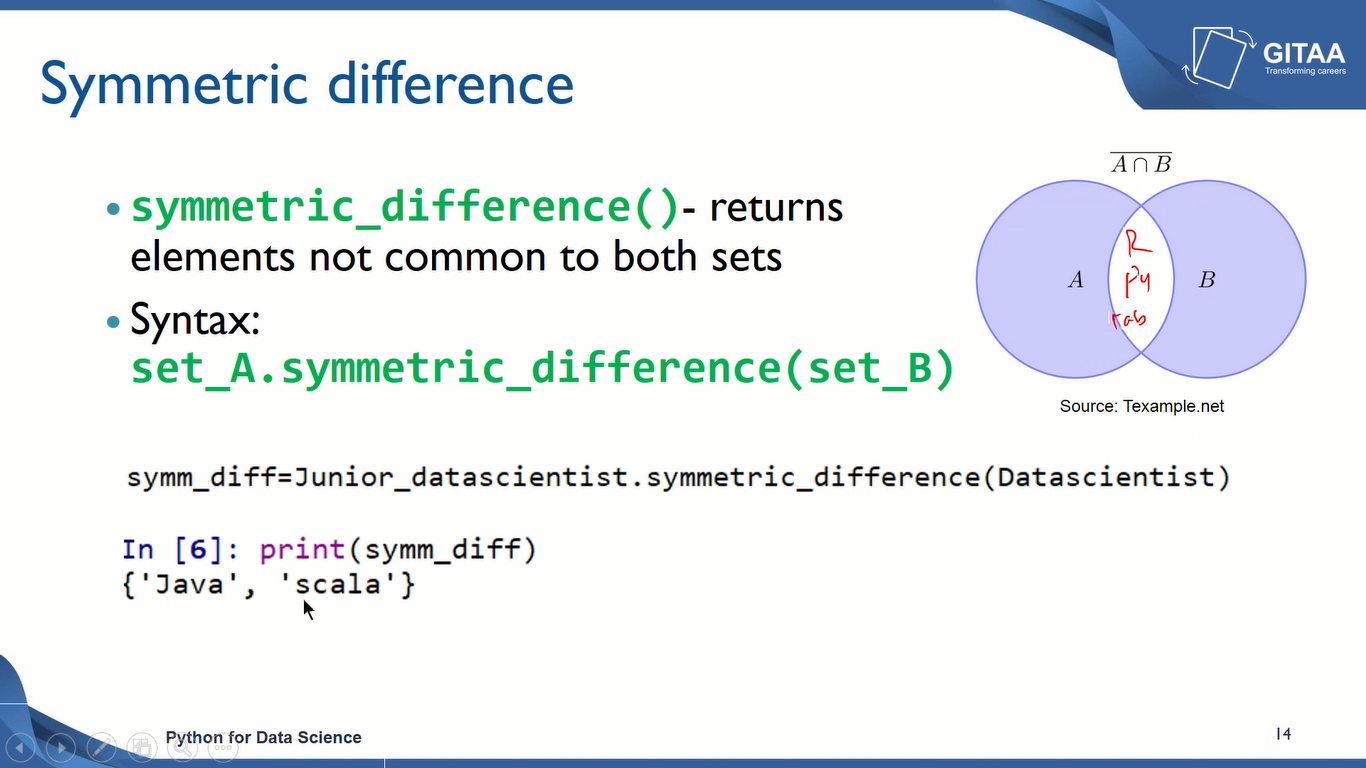 GITAA
Transforming careers
Symmetric difference
• symmetric_difference()- returns
elements not common to both sets
• Syntax:
set_A.symmetric_difference(set_B)
A ∩ B
R
Py
A
B
Tab
Source: Texample.net
symm_diff=Junior_datascientist.symmetric_difference(Datascientist)
In [6]: print(symm_diff)
{'Java', 'scala'}
Python for Data Science
14